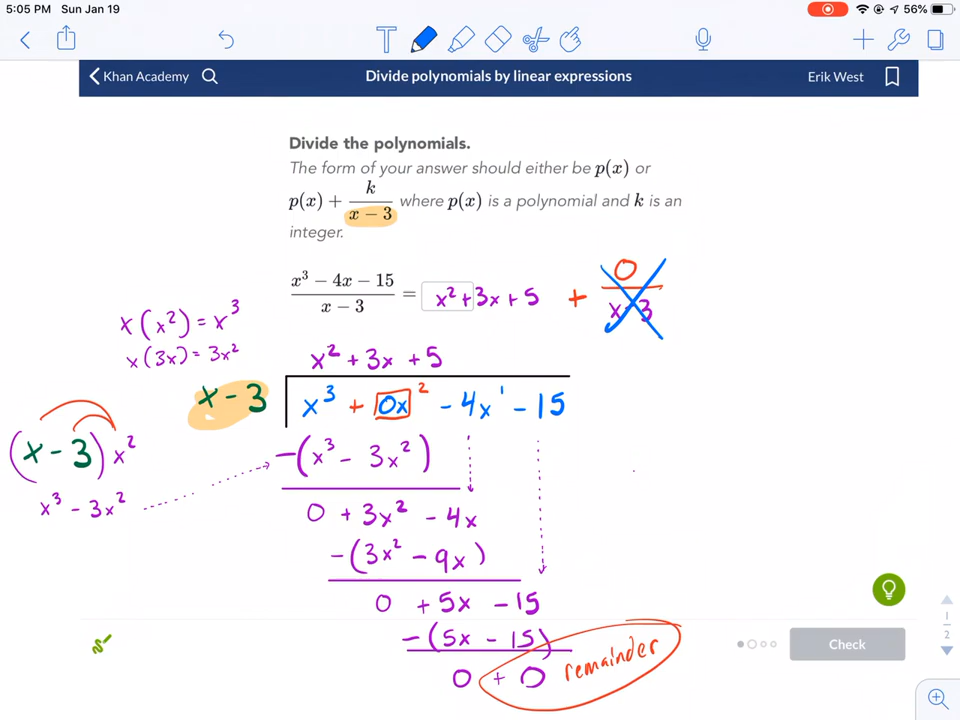 5:05 PM Sun Jan 19
56%
T
Khan Academy
Divide polynomials by linear expressions
Erik West
Divide the polynomials.
The form of your answer should either be p(x) or
p(x) + k/(x − 3) where p(x) is a polynomial and k is an
integer.
(x³ − 4x − 15)/(x − 3) = x² + 3x + 5 + 0/(x − 3)
x(x²) = x³
x(3x) = 3x²
x² + 3x + 5
x − 3
x³ + 0x² − 4x¹ − 15
(x − 3)x²
x³ − 3x²
−(x³ − 3x²)
0 + 3x² − 4x
−(3x² − 9x)
0 + 5x − 15
−(5x − 15)
0 + 0 remainder
1
2
Check